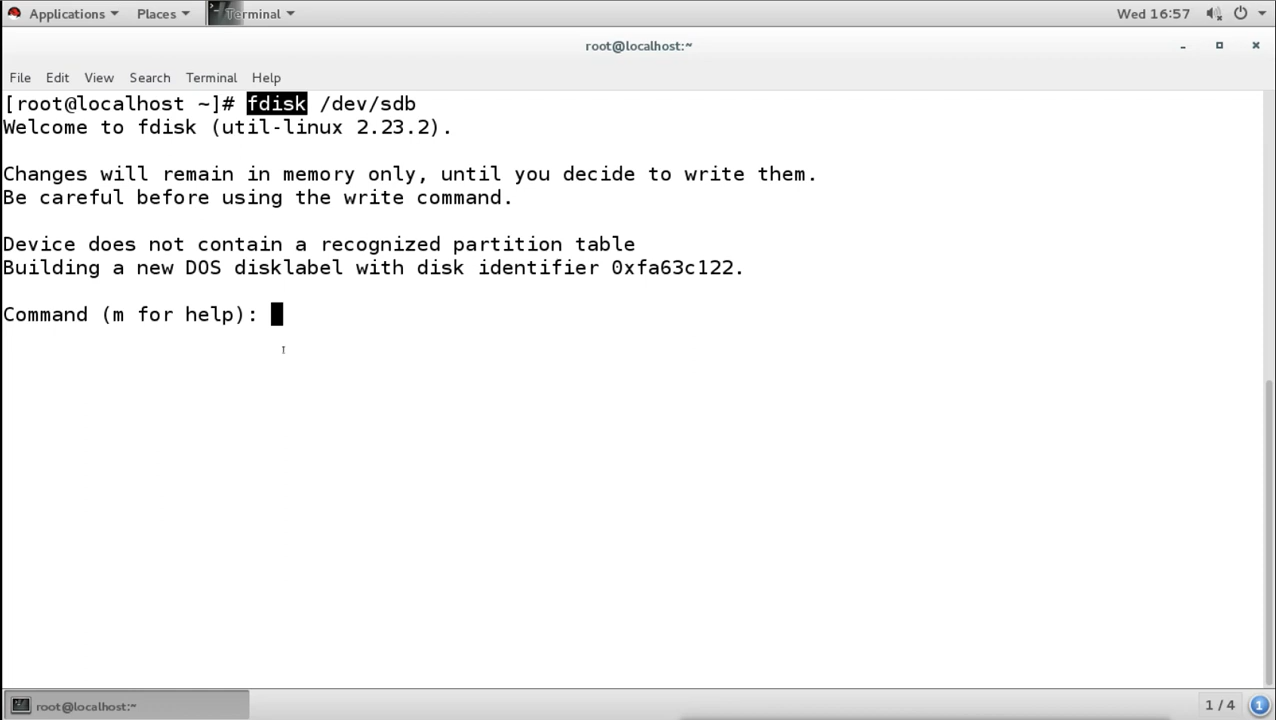 Applications Places Terminal Wed 16:57
root@localhost:~
File Edit View Search Terminal Help
[root@localhost ~]# fdisk /dev/sdb
Welcome to fdisk (util-linux 2.23.2).
Changes will remain in memory only, until you decide to write them.
Be careful before using the write command.
Device does not contain a recognized partition table
Building a new DOS disklabel with disk identifier 0xfa63c122.
Command (m for help):
root@localhost:~ 1 / 4 1